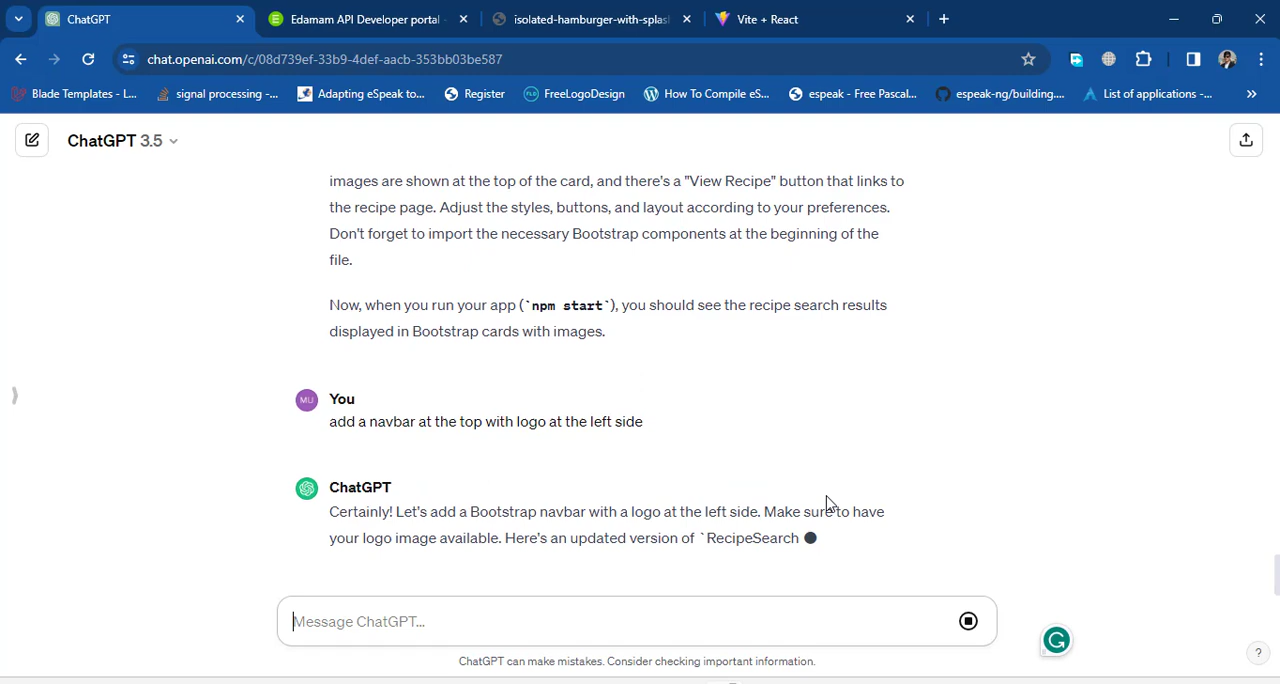 ChatGPT
Edamam API Developer portal -
isolated-hamburger-with-splas
Vite + React
chat.openai.com/c/08d739ef-33b9-4def-aacb-353bb03be587
Blade Templates - L...
signal processing -...
Adapting eSpeak to...
Register
FreeLogoDesign
How To Compile eS...
espeak - Free Pascal...
espeak-ng/building....
List of applications -...
ChatGPT 3.5
images are shown at the top of the card, and there's a "View Recipe" button that links to
the recipe page. Adjust the styles, buttons, and layout according to your preferences.
Don't forget to import the necessary Bootstrap components at the beginning of the
file.
Now, when you run your app (`npm start`), you should see the recipe search results
displayed in Bootstrap cards with images.
MU
You
add a navbar at the top with logo at the left side
ChatGPT
Certainly! Let's add a Bootstrap navbar with a logo at the left side. Make sure to have
your logo image available. Here's an updated version of `RecipeSearch
Message ChatGPT...
ChatGPT can make mistakes. Consider checking important information.
?